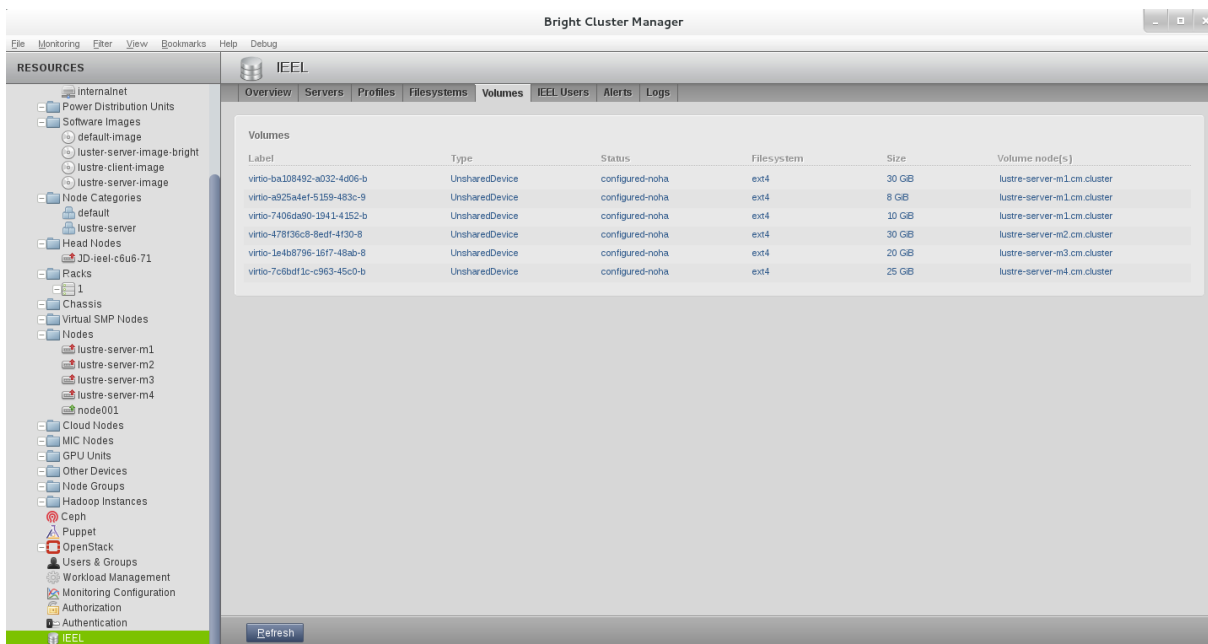 Bright Cluster Manager
File Monitoring Filter View Bookmarks Help Debug
RESOURCES
internalnet
Power Distribution Units
Software Images
default-image
luster-server-image-bright
lustre-client-image
lustre-server-image
Node Categories
default
lustre-server
Head Nodes
JD-ieel-c6u6-71
Racks
1
Chassis
Virtual SMP Nodes
Nodes
lustre-server-m1
lustre-server-m2
lustre-server-m3
lustre-server-m4
node001
Cloud Nodes
MIC Nodes
GPU Units
Other Devices
Node Groups
Hadoop Instances
Ceph
Puppet
OpenStack
Users & Groups
Workload Management
Monitoring Configuration
Authorization
Authentication
IEEL
IEEL
Overview Servers Profiles Filesystems Volumes IEEL Users Alerts Logs
Volumes
Label Type Status Filesystem Size Volume node(s)
virtio-ba108492-a032-4d06-b UnsharedDevice configured-noha ext4 30 GiB lustre-server-m1.cm.cluster
virtio-a925a4ef-5159-483c-9 UnsharedDevice configured-noha ext4 8 GiB lustre-server-m1.cm.cluster
virtio-7406da90-1941-4152-b UnsharedDevice configured-noha ext4 10 GiB lustre-server-m1.cm.cluster
virtio-478f36c8-8edf-4f30-8 UnsharedDevice configured-noha ext4 30 GiB lustre-server-m2.cm.cluster
virtio-1e4b8796-16f7-48ab-8 UnsharedDevice configured-noha ext4 20 GiB lustre-server-m3.cm.cluster
virtio-7c6bdf1c-c963-45c0-b UnsharedDevice configured-noha ext4 25 GiB lustre-server-m4.cm.cluster
Refresh